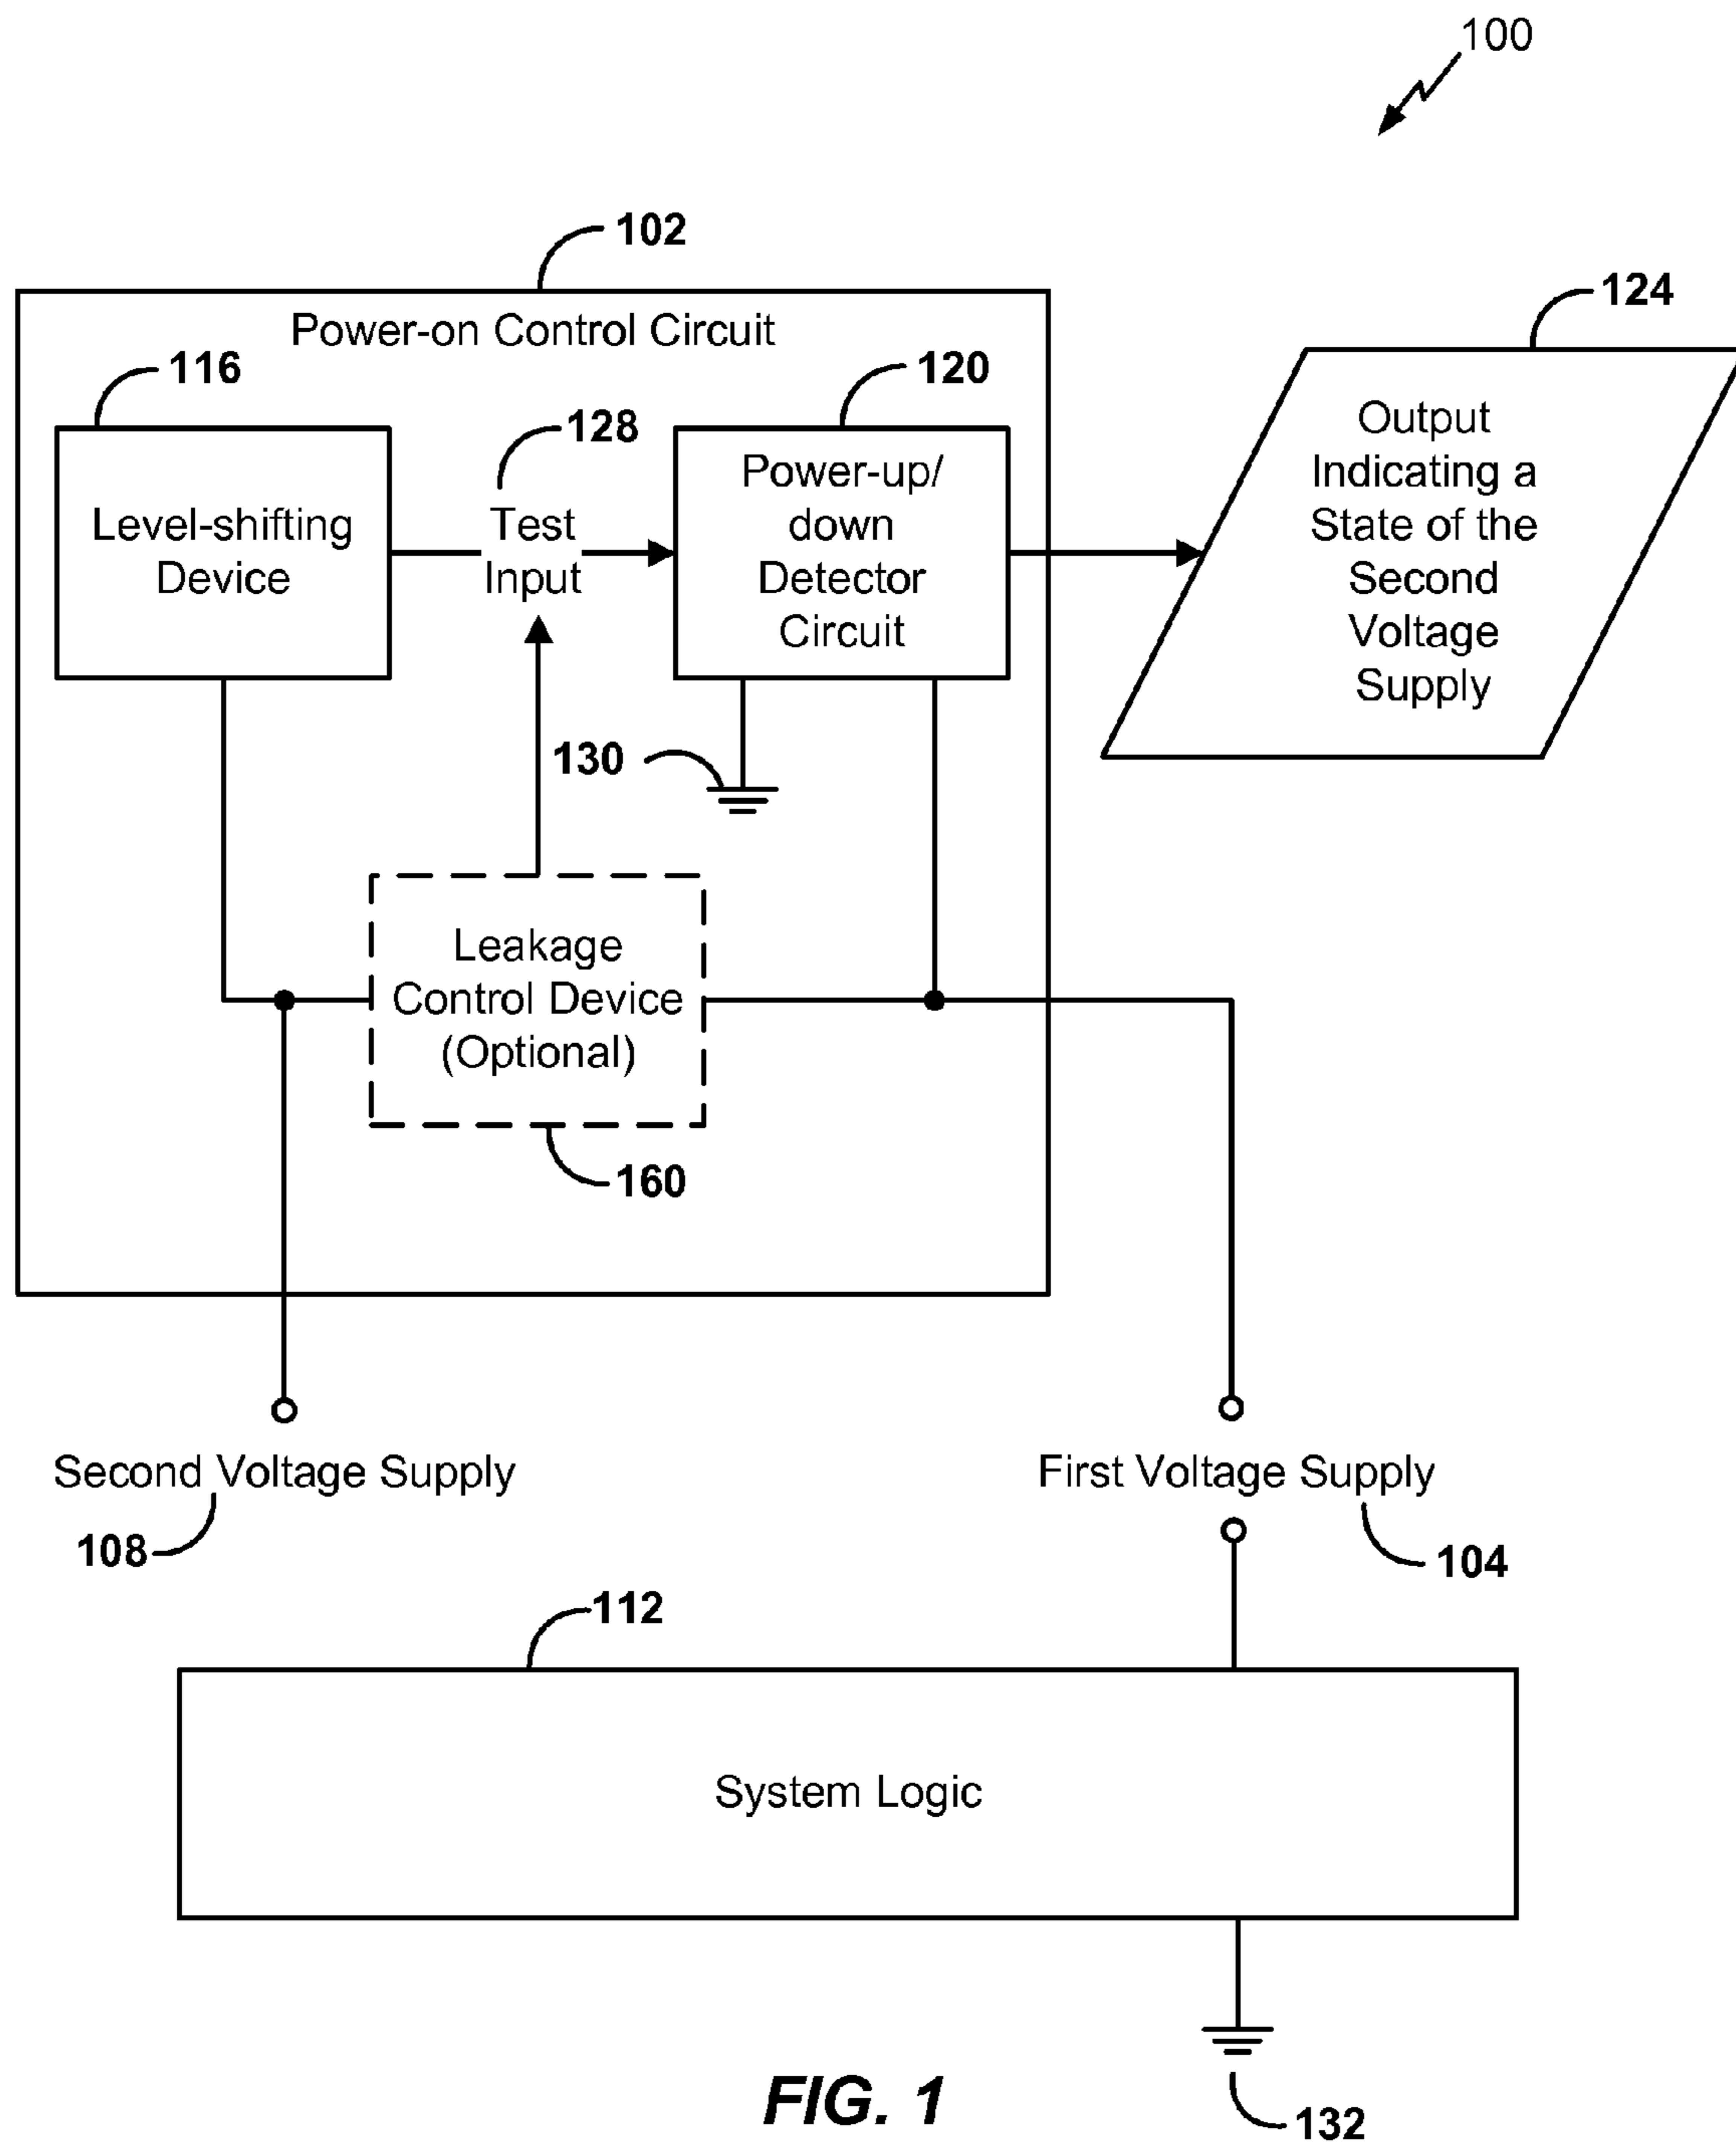 100
102
Power-on Control Circuit
116
120
128
124
Level-shifting
Device
Test
Input
Power-up/
down
Detector
Circuit
Output
Indicating a
State of the
Second
Voltage
Supply
130
Leakage
Control Device
(Optional)
160
Second Voltage Supply
108
First Voltage Supply
104
112
System Logic
132
FIG. 1